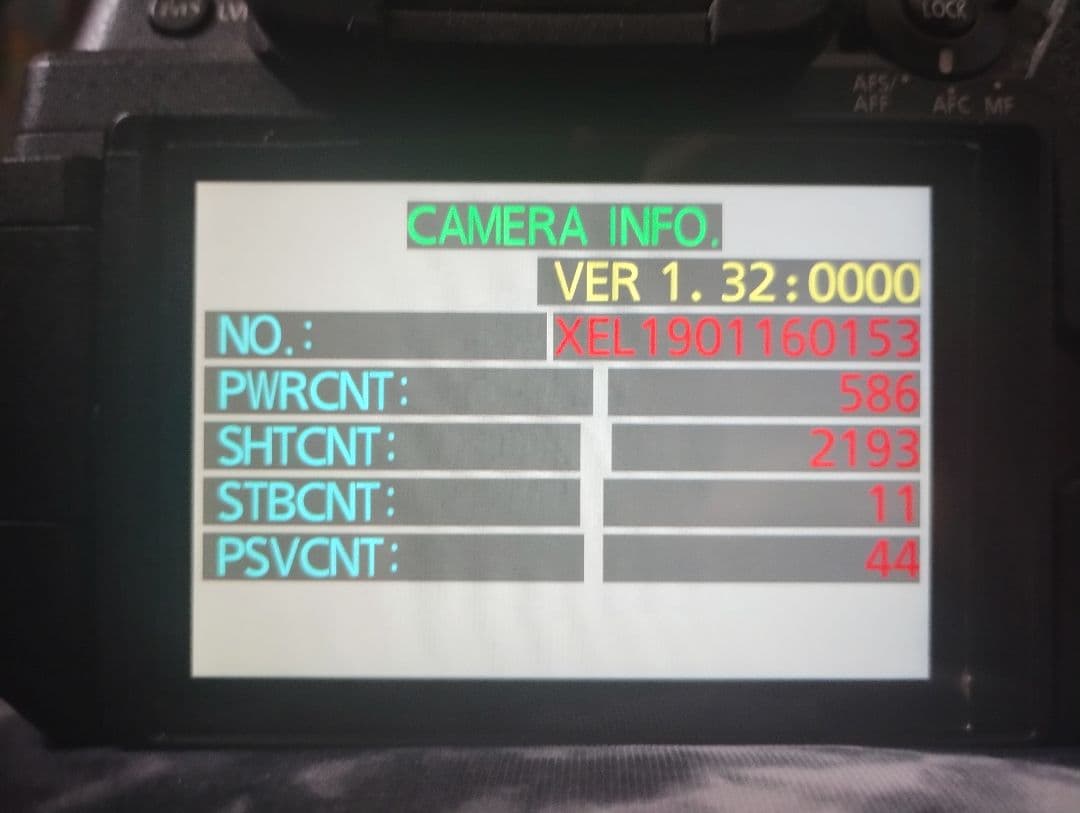 LVF
LOCK
AFS/
AFF
AFC MF
CAMERA INFO.
VER 1. 32:0000
NO.: XEL1901160153
PWRCNT: 586
SHTCNT: 2193
STBCNT: 11
PSVCNT: 44